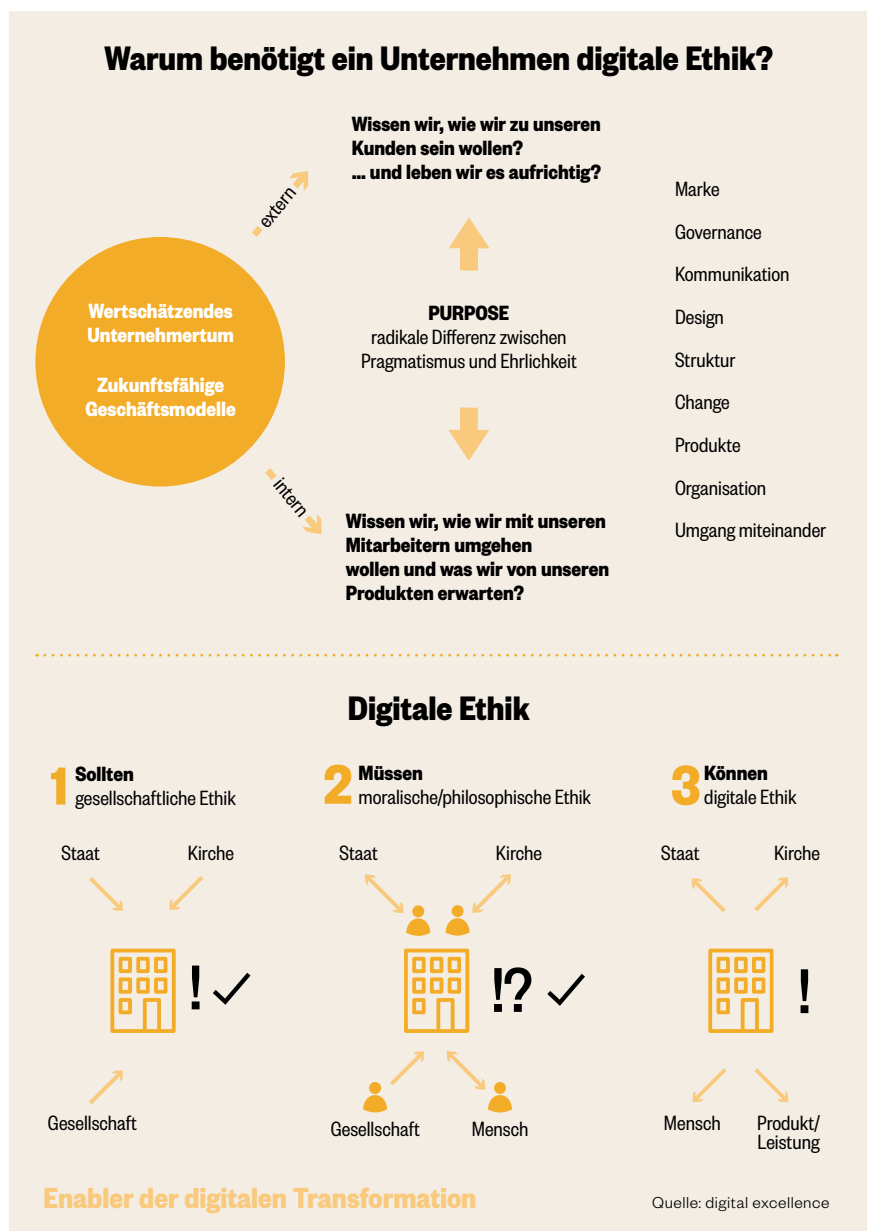 Warum benötigt ein Unternehmen digitale Ethik?
Wissen wir, wie wir zu unseren
Kunden sein wollen?
... und leben wir es aufrichtig?
extern
Wertschätzendes
Unternehmertum
Zukunftsfähige
Geschäftsmodelle
PURPOSE
radikale Differenz zwischen
Pragmatismus und Ehrlichkeit
intern
Wissen wir, wie wir mit unseren
Mitarbeitern umgehen
wollen und was wir von unseren
Produkten erwarten?
Marke
Governance
Kommunikation
Design
Struktur
Change
Produkte
Organisation
Umgang miteinander
Digitale Ethik
1 Sollten
gesellschaftliche Ethik
Staat
Kirche
!
Gesellschaft
2 Müssen
moralische/philosophische Ethik
Staat
Kirche
!?
Gesellschaft
Mensch
3 Können
digitale Ethik
Staat
Kirche
!
Mensch
Produkt/
Leistung
Enabler der digitalen Transformation
Quelle: digital excellence